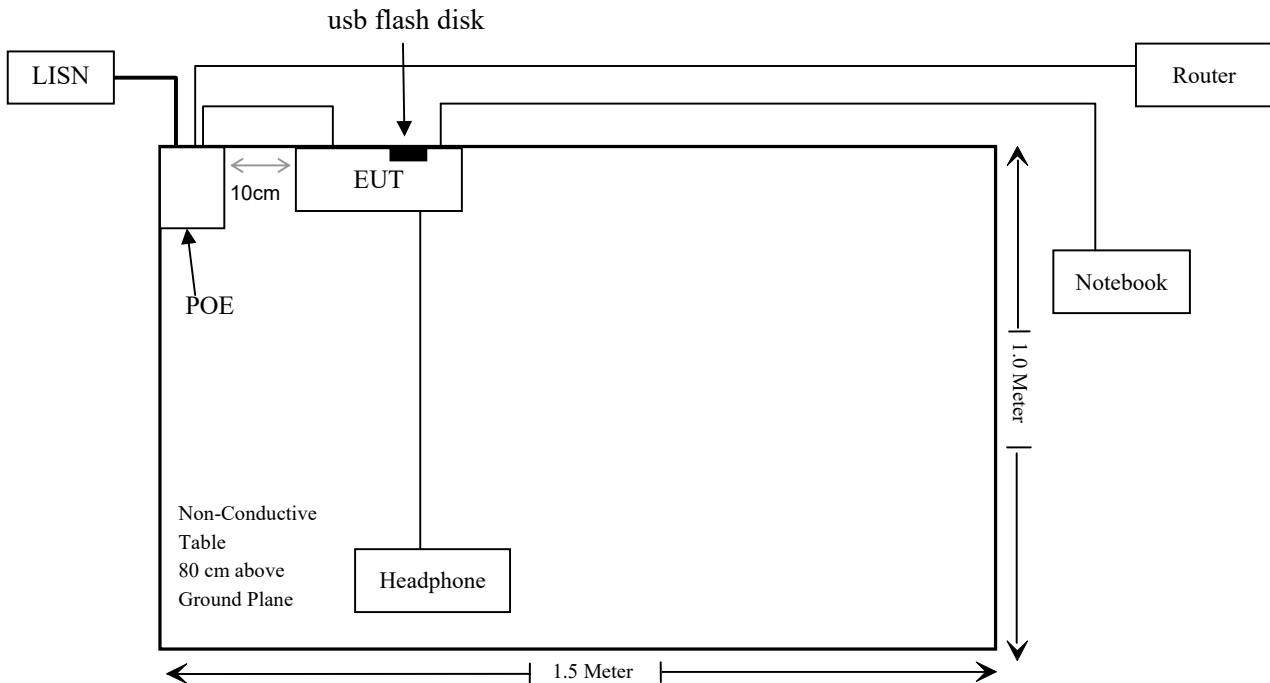 usb flash disk
LISN
Router
EUT
10cm
POE
Notebook
1.0 Meter
Non-Conductive
Table
80 cm above
Ground Plane
Headphone
1.5 Meter